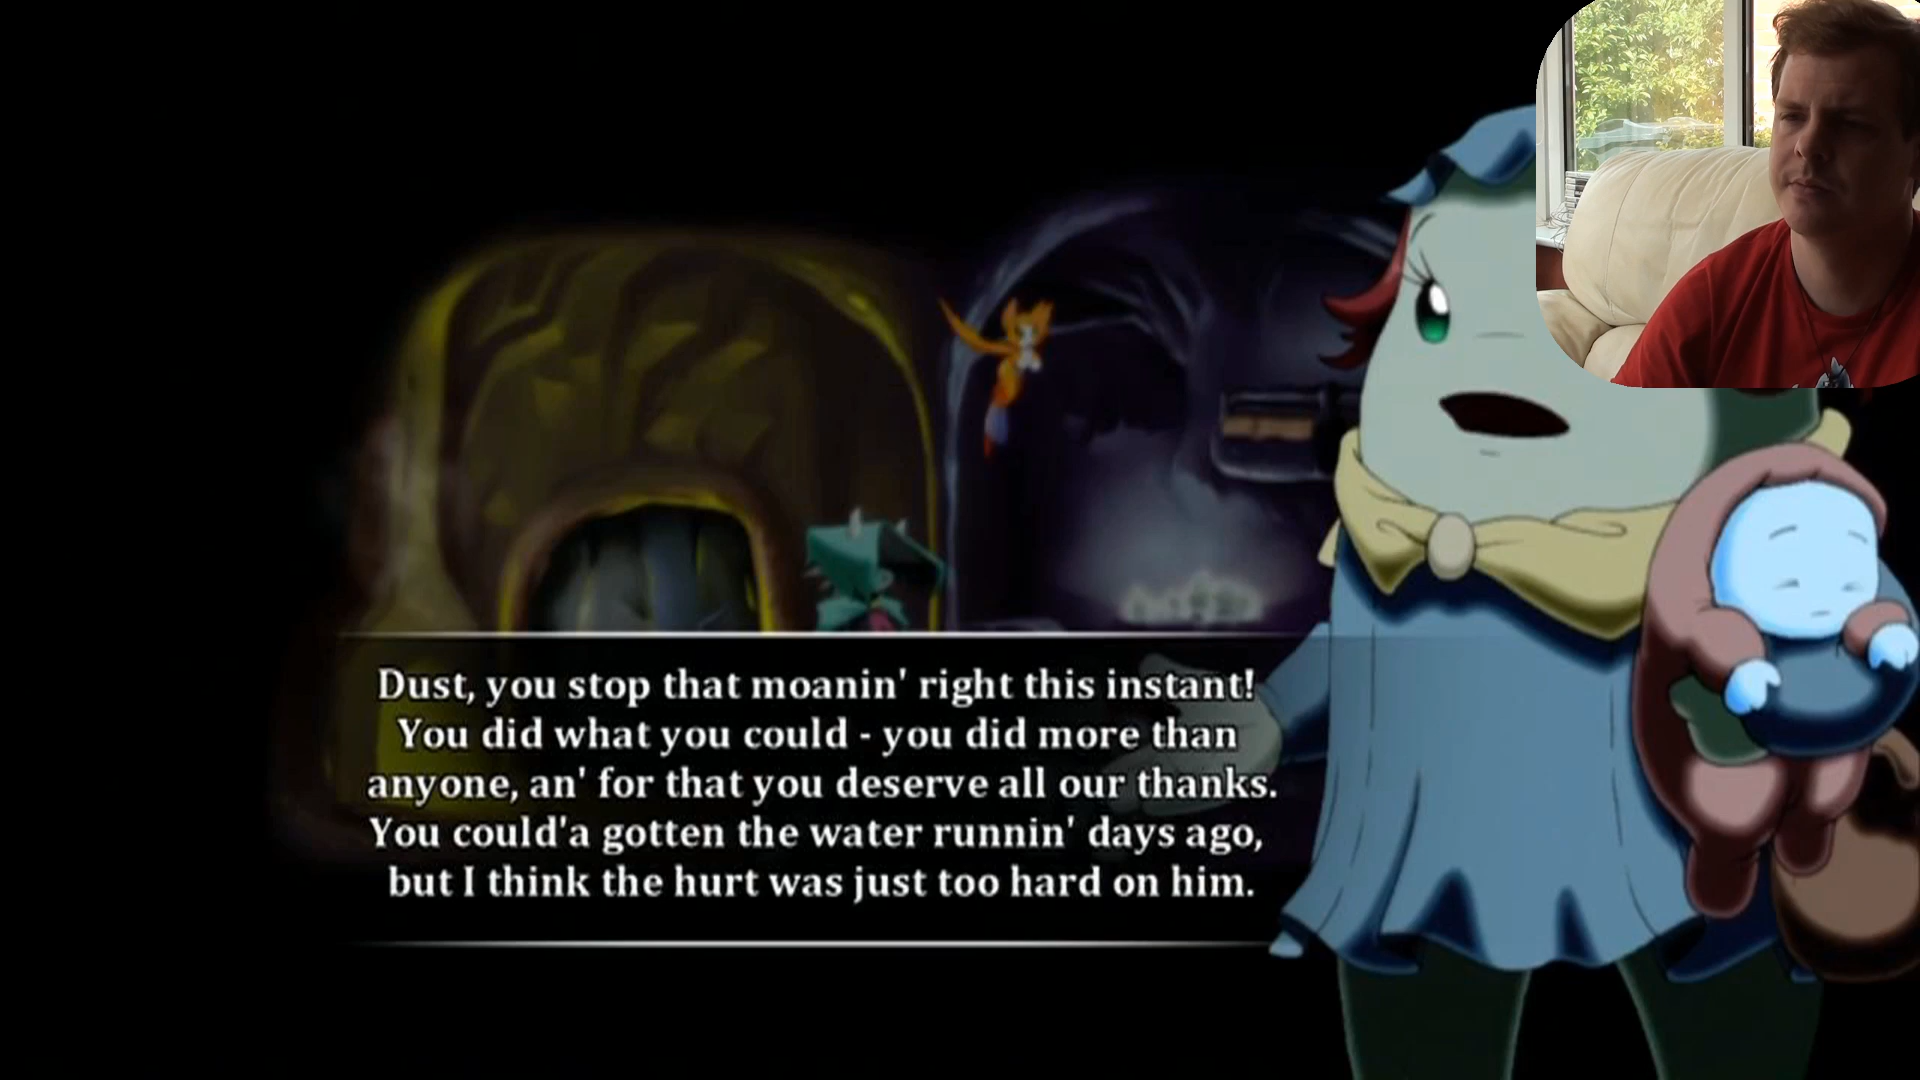 Dust, you stop that moanin' right this instant!
You did what you could - you did more than
anyone, an' for that you deserve all our thanks.
You could'a gotten the water runnin' days ago,
but I think the hurt was just too hard on him.